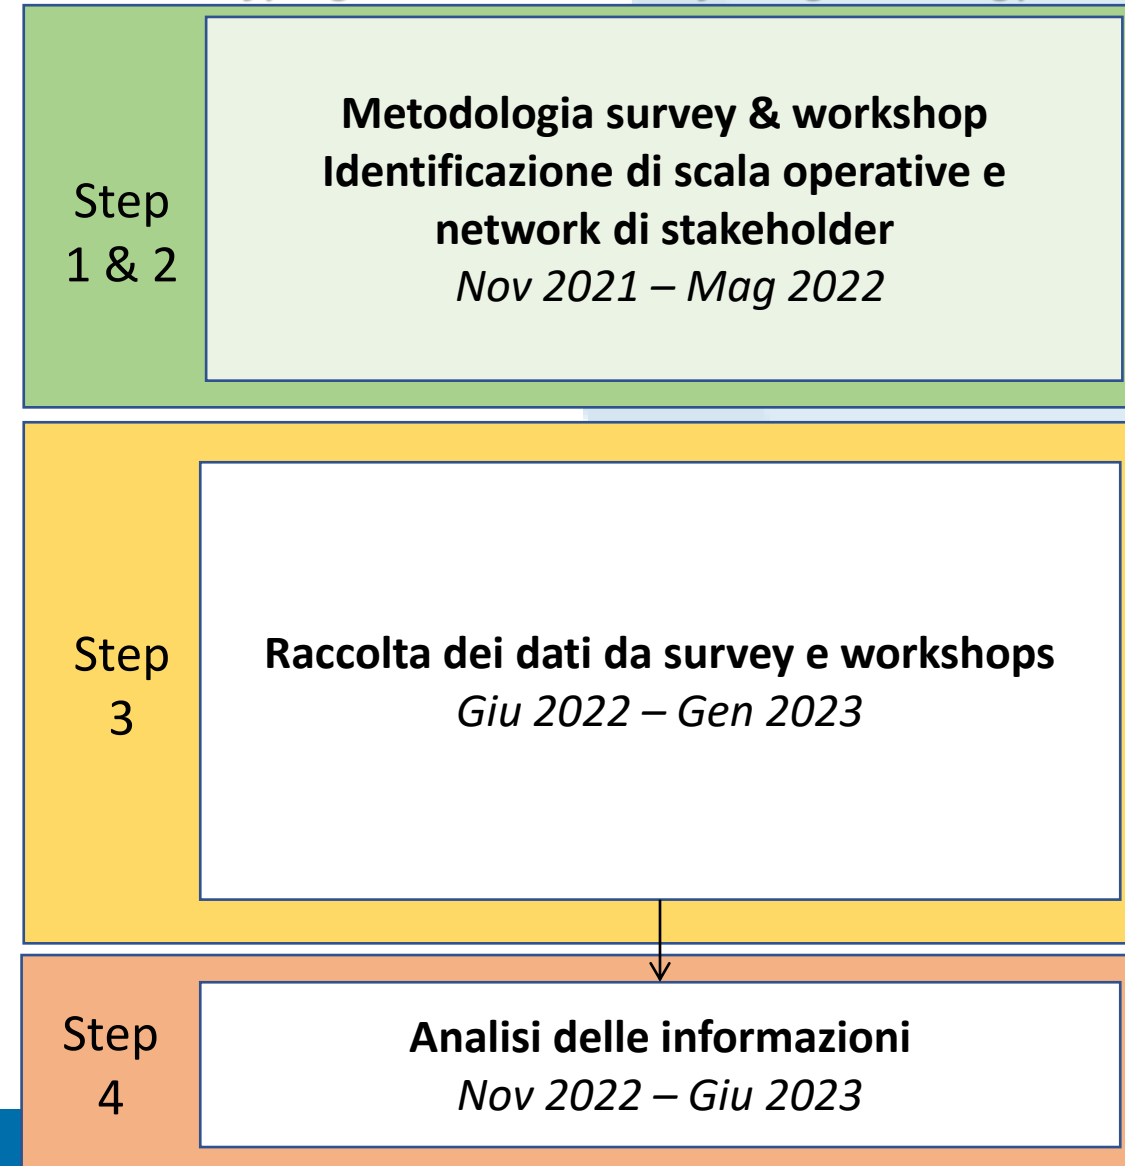 Step
1 & 2
Metodologia survey & workshop
Identificazione di scala operative e
network di stakeholder
Nov 2021 – Mag 2022
Step
3
Raccolta dei dati da survey e workshops
Giu 2022 – Gen 2023
Step
4
Analisi delle informazioni
Nov 2022 – Giu 2023